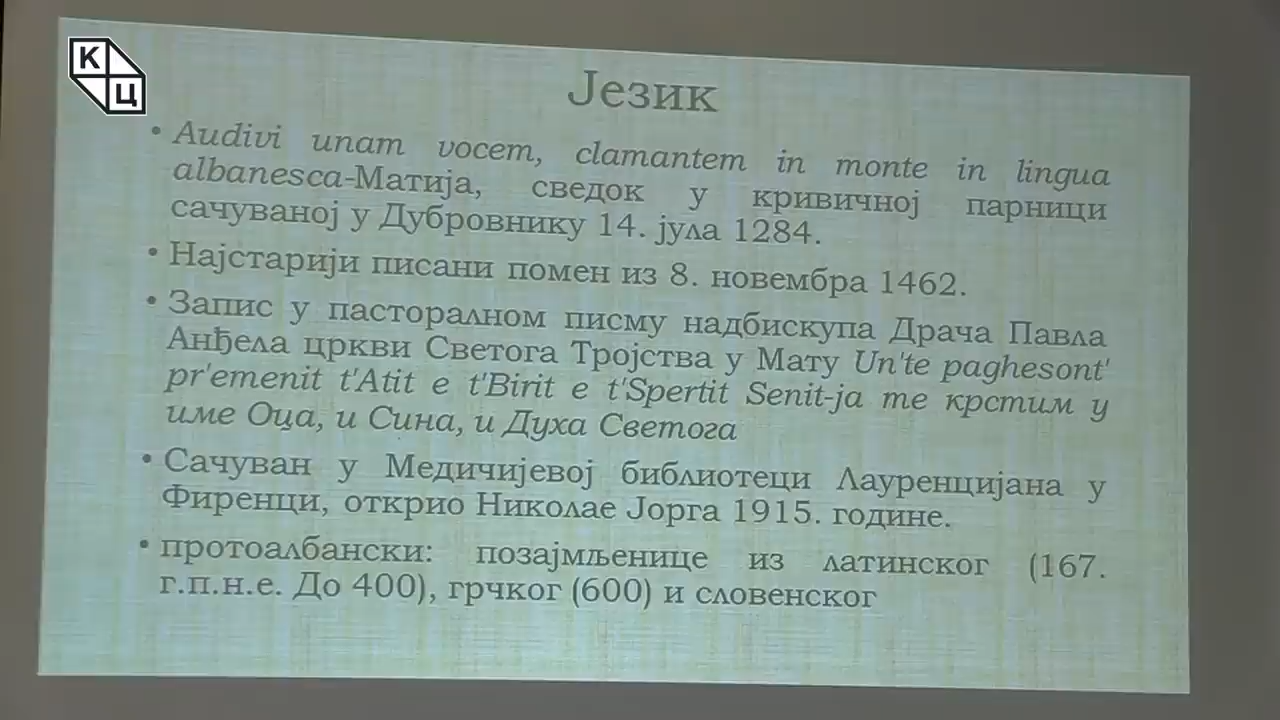 К
Ц
Језик
• Audivi unam vocem, clamantem in monte in lingua
albanesca-Матија, сведок у кривичној парници
сачуваној у Дубровнику 14. јула 1284.
• Најстарији писани помен из 8. новембра 1462.
• Запис у пасторалном писму надбискупа Драча Павла
Анђела цркви Светога Тројства у Мату Un'te paghesont'
pr'emenit t'Atit e t'Birit e t'Spertit Senit-ја те крстим у
име Оца, и Сина, и Духа Светога
• Сачуван у Медичијевој библиотеци Лауренцијана у
Фиренци, открио Николае Јорга 1915. године.
• протоалбански: позајмљенице из латинског (167.
г.п.н.е. До 400), грчког (600) и словенског